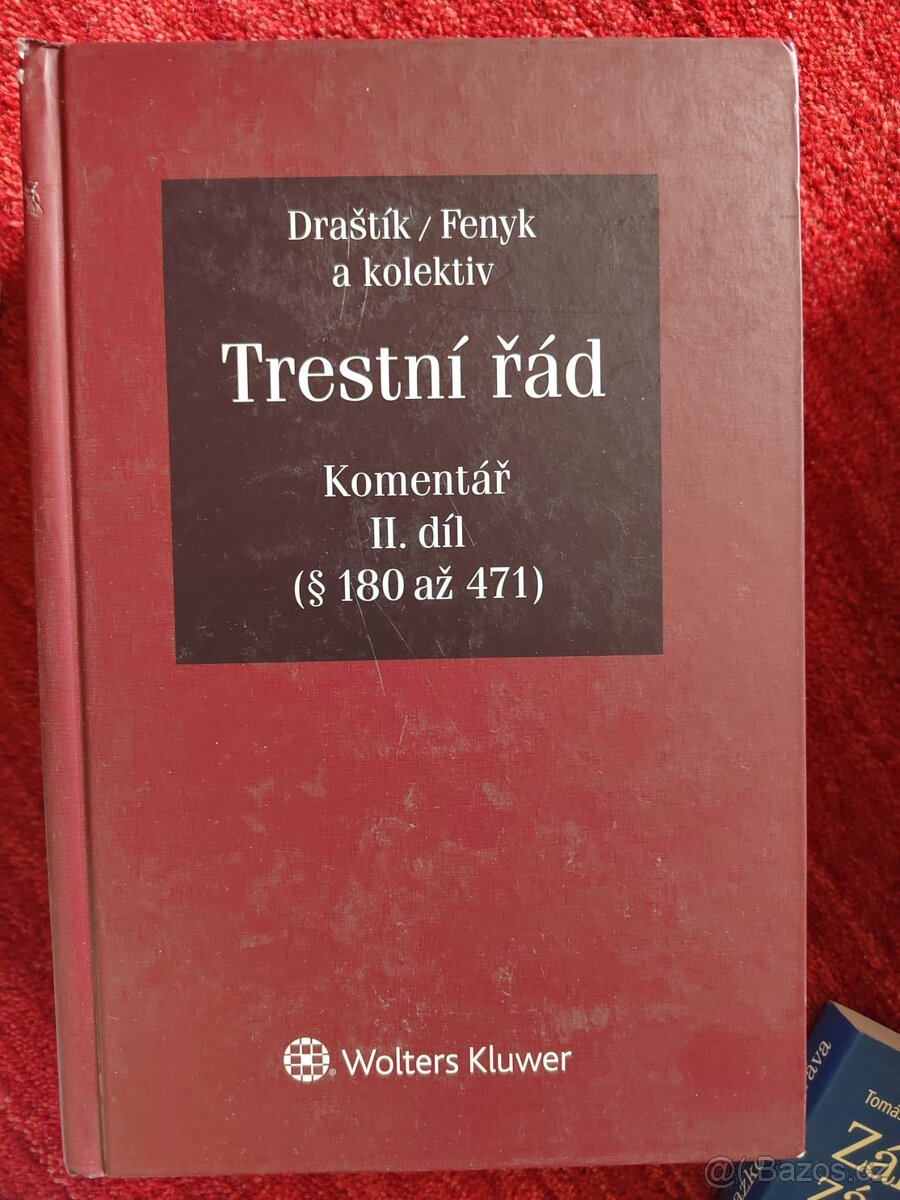 Draštík / Fenyk
a kolektiv
Trestní řád
Komentář
II. díl
(§ 180 až 471)
Wolters Kluwer
Bazos.cz